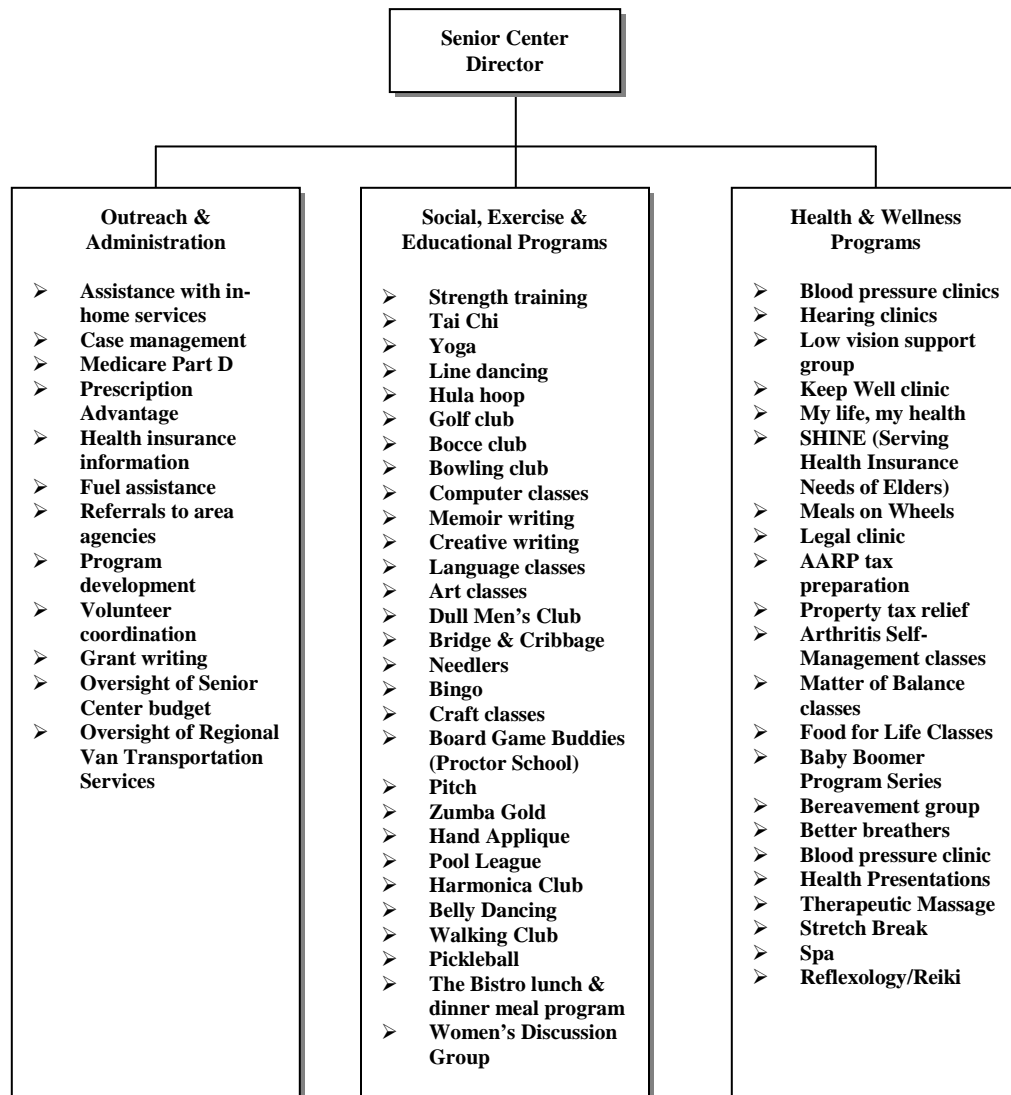 Senior Center
Director
Outreach &
Administration
➢ Assistance with in-
home services
➢ Case management
➢ Medicare Part D
➢ Prescription
Advantage
➢ Health insurance
information
➢ Fuel assistance
➢ Referrals to area
agencies
➢ Program
development
➢ Volunteer
coordination
➢ Grant writing
➢ Oversight of Senior
Center budget
➢ Oversight of Regional
Van Transportation
Services
Social, Exercise &
Educational Programs
➢ Strength training
➢ Tai Chi
➢ Yoga
➢ Line dancing
➢ Hula hoop
➢ Golf club
➢ Bocce club
➢ Bowling club
➢ Computer classes
➢ Memoir writing
➢ Creative writing
➢ Language classes
➢ Art classes
➢ Dull Men’s Club
➢ Bridge & Cribbage
➢ Needlers
➢ Bingo
➢ Craft classes
➢ Board Game Buddies
(Proctor School)
➢ Pitch
➢ Zumba Gold
➢ Hand Applique
➢ Pool League
➢ Harmonica Club
➢ Belly Dancing
➢ Walking Club
➢ Pickleball
➢ The Bistro lunch &
dinner meal program
➢ Women’s Discussion
Group
Health & Wellness
Programs
➢ Blood pressure clinics
➢ Hearing clinics
➢ Low vision support
group
➢ Keep Well clinic
➢ My life, my health
➢ SHINE (Serving
Health Insurance
Needs of Elders)
➢ Meals on Wheels
➢ Legal clinic
➢ AARP tax
preparation
➢ Property tax relief
➢ Arthritis Self-
Management classes
➢ Matter of Balance
classes
➢ Food for Life Classes
➢ Baby Boomer
Program Series
➢ Bereavement group
➢ Better breathers
➢ Blood pressure clinic
➢ Health Presentations
➢ Therapeutic Massage
➢ Stretch Break
➢ Spa
➢ Reflexology/Reiki